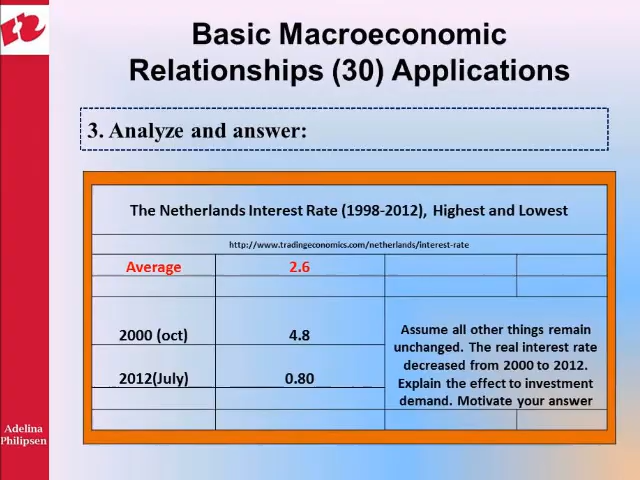 Basic Macroeconomic
Relationships (30) Applications
3. Analyze and answer:
The Netherlands Interest Rate (1998-2012), Highest and Lowest
http://www.tradingeconomics.com/netherlands/interest-rate
Average 2.6
2000 (oct) 4.8
2012(July) 0.80
Assume all other things remain
unchanged. The real interest rate
decreased from 2000 to 2012.
Explain the effect to investment
demand. Motivate your answer
Adelina
Philipsen